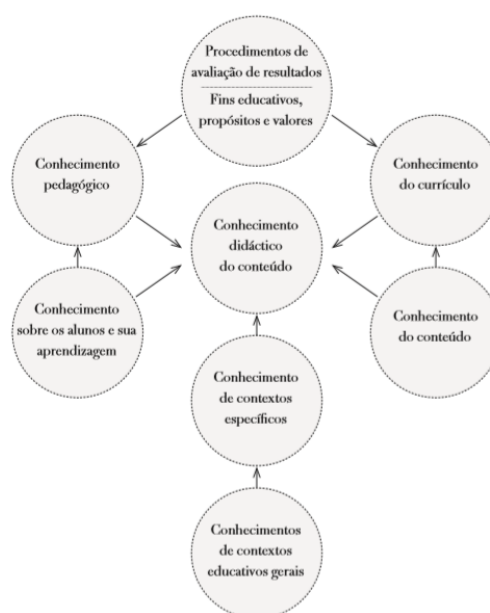 Procedimentos de
avaliação de resultados
Fins educativos,
propósitos e valores
Conhecimento
pedagógico
Conhecimento
do currículo
Conhecimento
didáctico
do conteúdo
Conhecimento
sobre os alunos e sua
aprendizagem
Conhecimento
do conteúdo
Conhecimento
de contextos
específicos
Conhecimentos
de contextos
educativos gerais